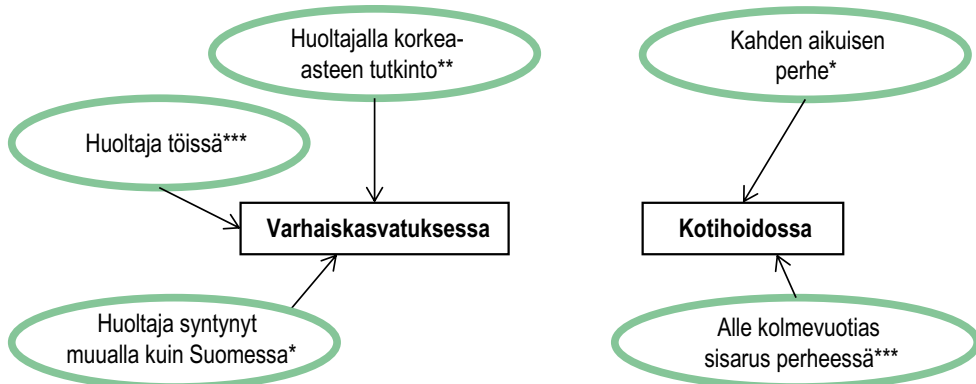 Huoltajalla korkea-
asteen tutkinto**
Kahden aikuisen
perhe*
Huoltaja töissä***
Varhaiskasvatuksessa
Kotihoidossa
Huoltaja syntynyt
muualla kuin Suomessa*
Alle kolmevuotias
sisarus perheessä***